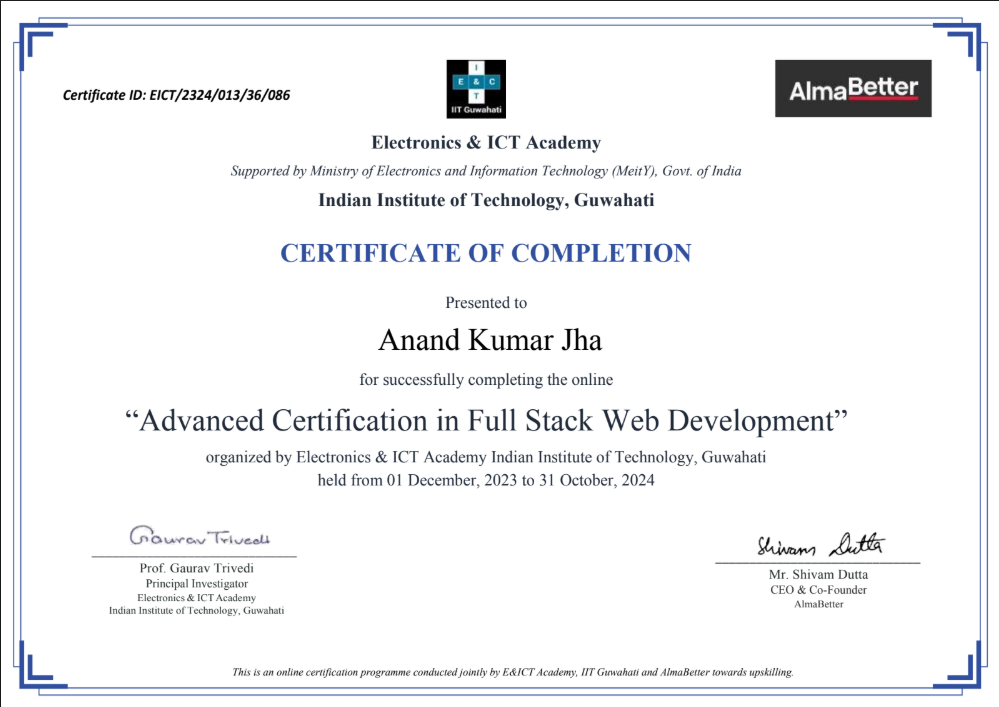 Certificate ID: EICT/2324/013/36/086
I
E & C
T
IIT Guwahati
AlmaBetter
Electronics & ICT Academy
Supported by Ministry of Electronics and Information Technology (MeitY), Govt. of India
Indian Institute of Technology, Guwahati
CERTIFICATE OF COMPLETION
Presented to
Anand Kumar Jha
for successfully completing the online
“Advanced Certification in Full Stack Web Development”
organized by Electronics & ICT Academy Indian Institute of Technology, Guwahati
held from 01 December, 2023 to 31 October, 2024
Gaurav Trivedi
Prof. Gaurav Trivedi
Principal Investigator
Electronics & ICT Academy
Indian Institute of Technology, Guwahati
Shivam Dutta
Mr. Shivam Dutta
CEO & Co-Founder
AlmaBetter
This is an online certification programme conducted jointly by E&ICT Academy, IIT Guwahati and AlmaBetter towards upskilling.